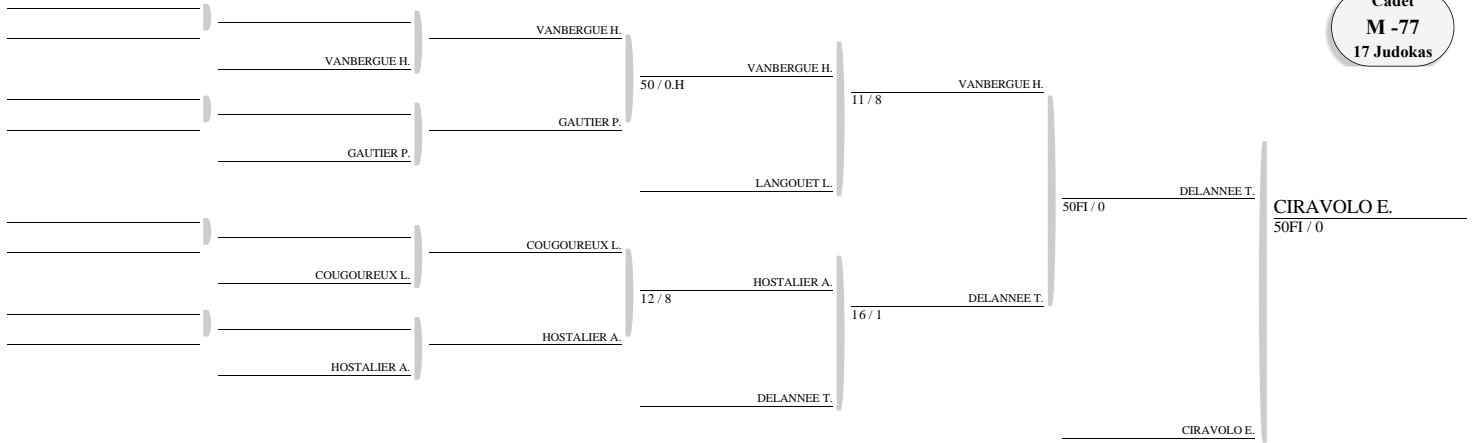 Cadet
M -77
17 Judokas
VANBERGUE H.
VANBERGUE H.
GAUTIER P.
GAUTIER P.
VANBERGUE H.
50 / 0.H
LANGOUET L.
VANBERGUE H.
11 / 8
COUGOUREUX L.
COUGOUREUX L.
HOSTALIER A.
HOSTALIER A.
HOSTALIER A.
12 / 8
DELANNEE T.
DELANNEE T.
16 / 1
DELANNEE T.
50FI / 0
CIRAVOLO E.
CIRAVOLO E.
50FI / 0